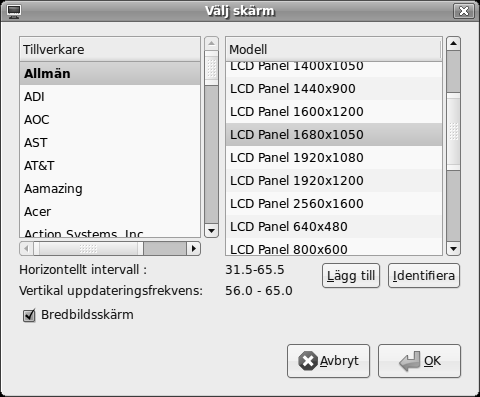 Välj skärm
Tillverkare
Allmän
ADI
AOC
AST
AT&T
Aamazing
Acer
Action Systems, Inc
Modell
LCD Panel 1400x1050
LCD Panel 1440x900
LCD Panel 1600x1200
LCD Panel 1680x1050
LCD Panel 1920x1080
LCD Panel 1920x1200
LCD Panel 2560x1600
LCD Panel 640x480
LCD Panel 800x600
Horizontellt intervall : 31.5-65.5
Lägg till
Identifiera
Vertikal uppdateringsfrekvens: 56.0 - 65.0
Bredbildsskärm
Avbryt
OK